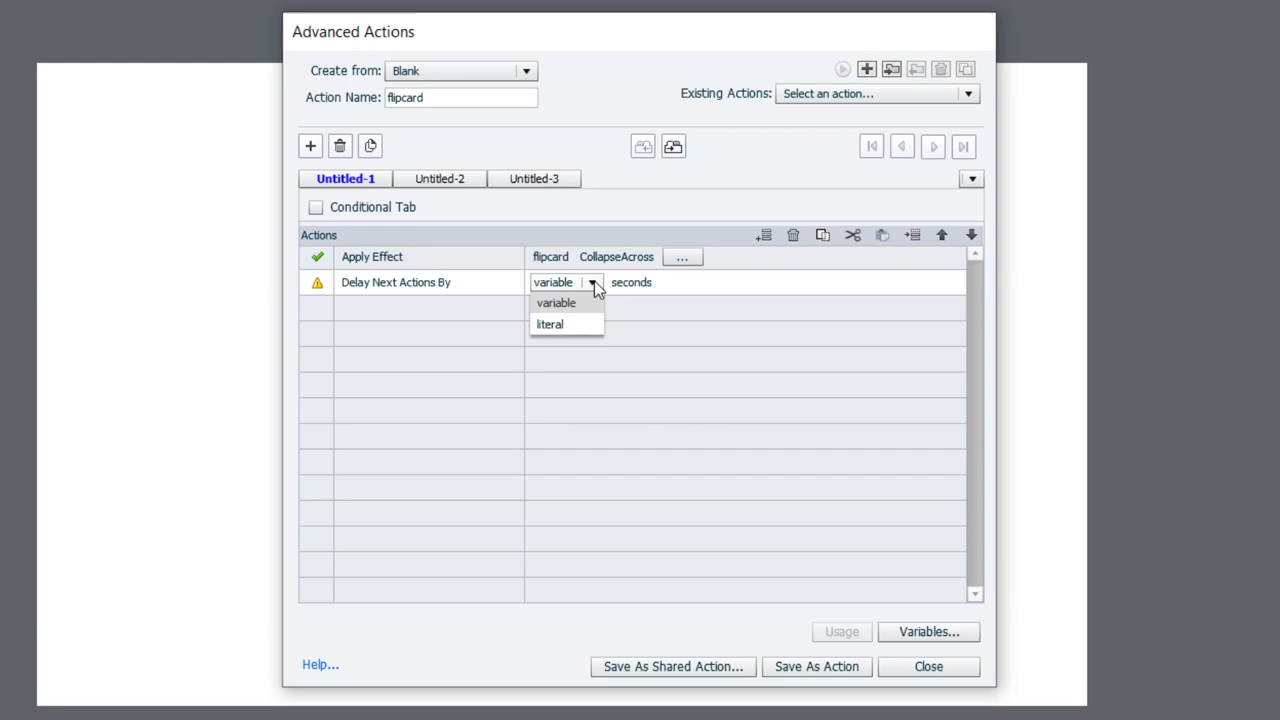 Advanced Actions
Create from: Blank
Action Name: flipcard
Existing Actions: Select an action...
Untitled-1 Untitled-2 Untitled-3
Conditional Tab
Actions
Apply Effect flipcard CollapseAcross ...
Delay Next Actions By variable seconds
variable
literal
Usage Variables...
Help... Save As Shared Action... Save As Action Close